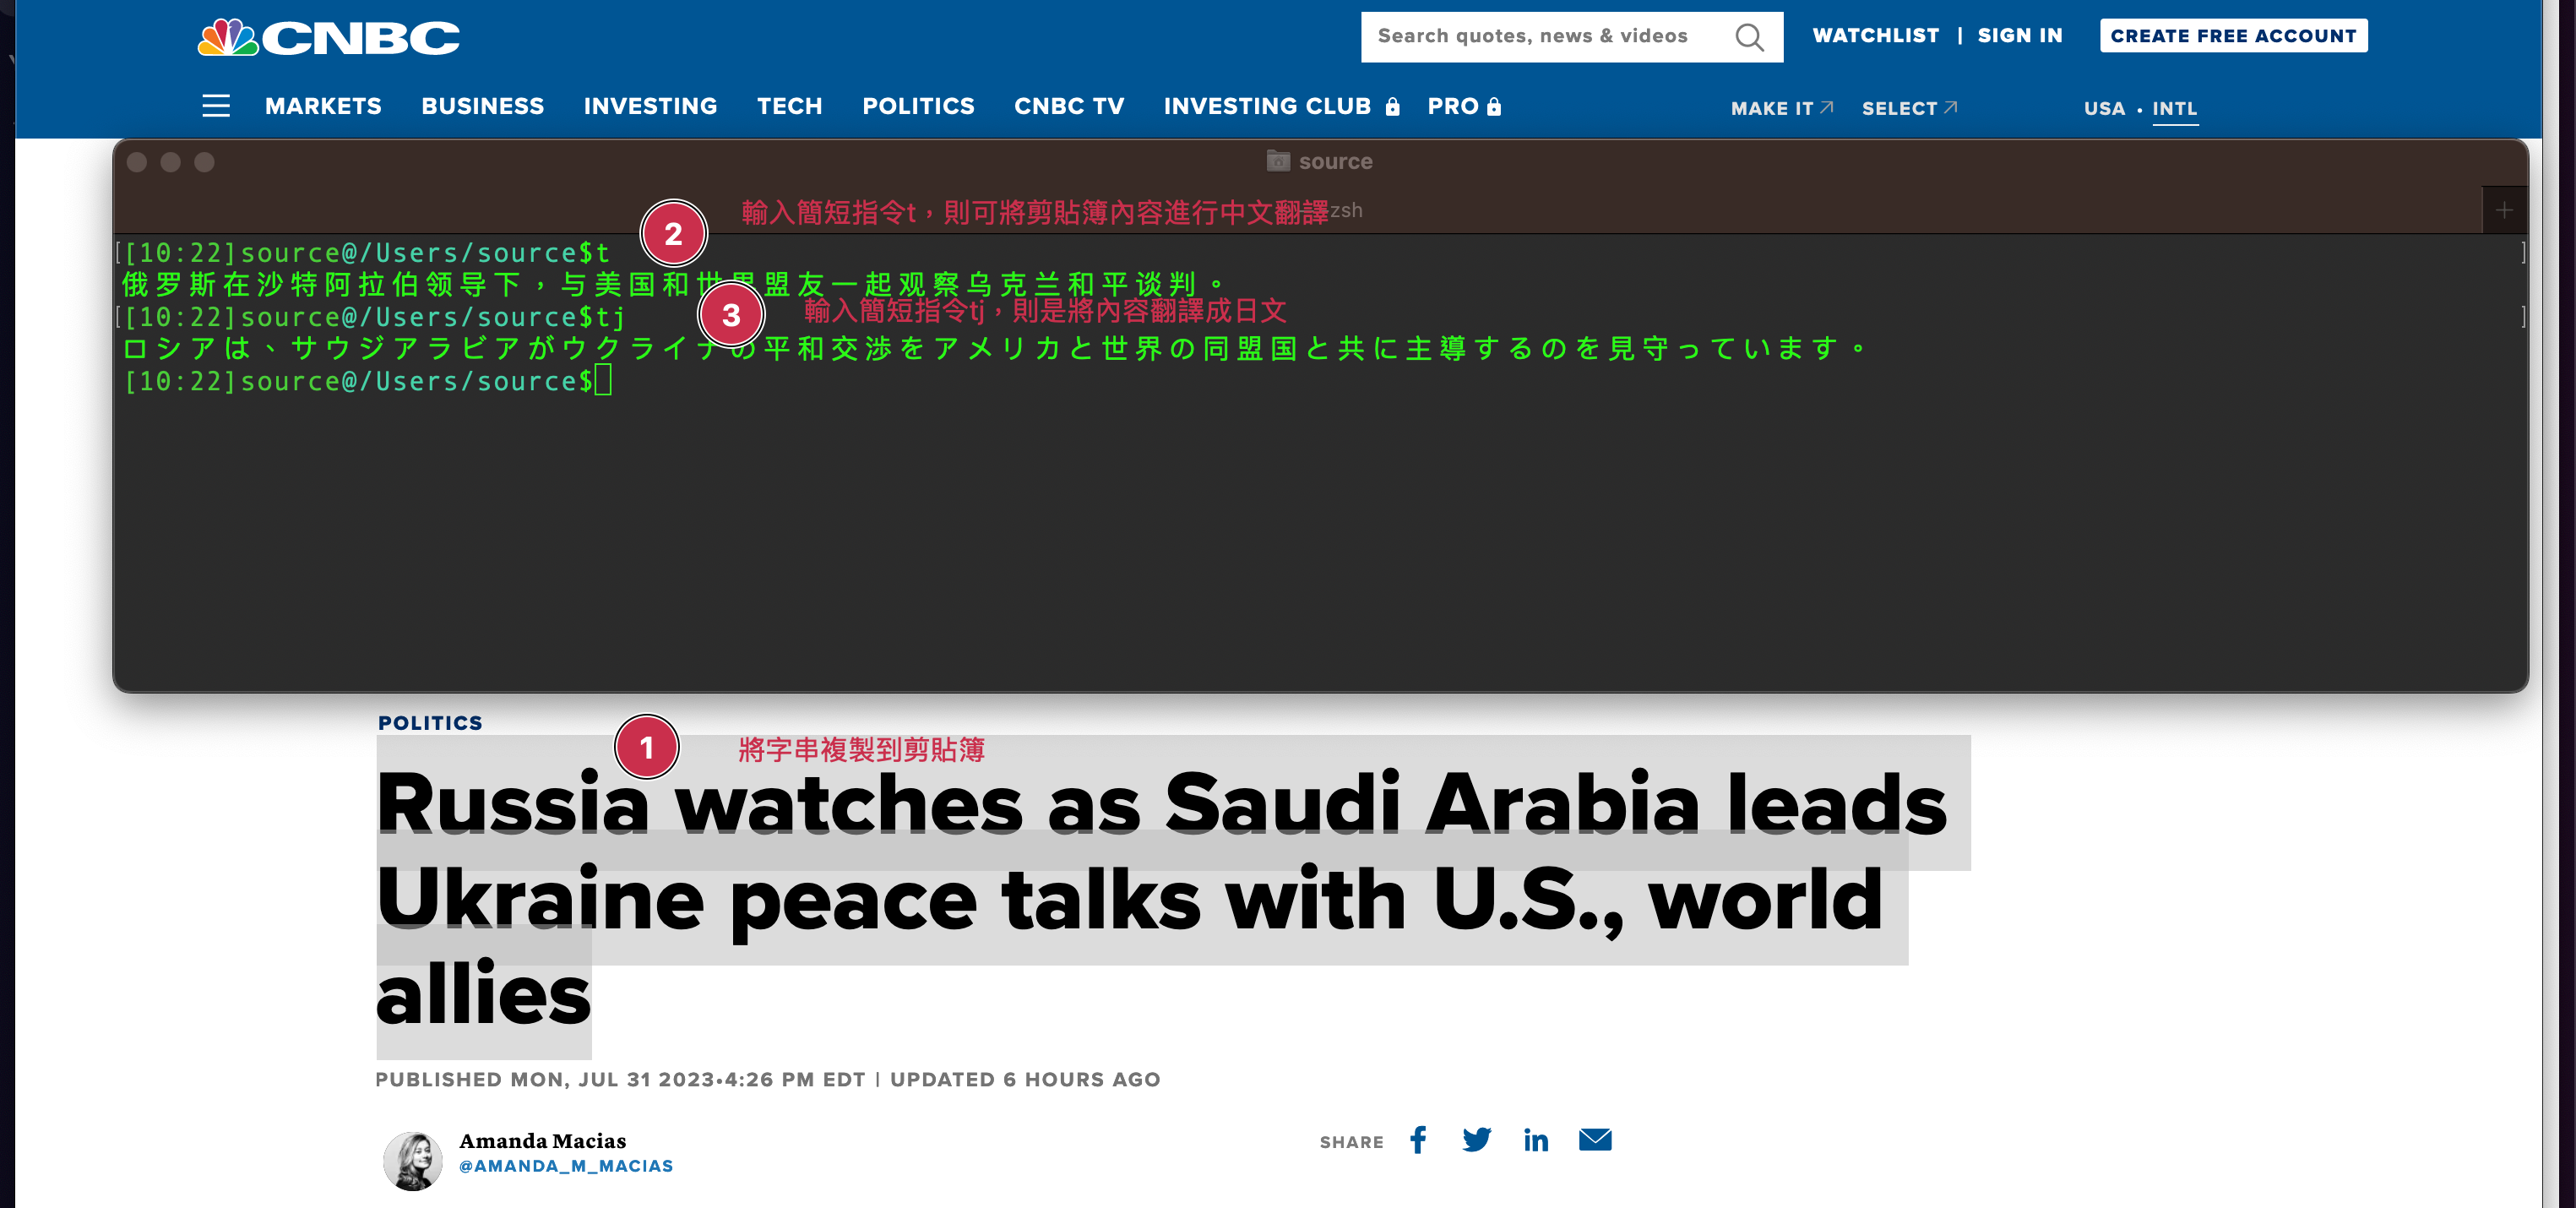 CNBC
Search quotes, news & videos
WATCHLIST | SIGN IN
CREATE FREE ACCOUNT
MARKETS BUSINESS INVESTING TECH POLITICS CNBC TV INVESTING CLUB PRO
MAKE IT SELECT
USA • INTL
source
2 輸入簡短指令t，則可將剪貼簿內容進行中文翻譯
zsh
[[10:22]source@/Users/source$t ]
俄罗斯在沙特阿拉伯领导下，与美国和世界盟友一起观察乌克兰和平谈判。
3 輸入簡短指令tj，則是將內容翻譯成日文
[[10:22]source@/Users/source$tj ]
ロシアは、サウジアラビアがウクライナの平和交渉をアメリカと世界の同盟国と共に主導するのを見守っています。
[10:22]source@/Users/source$
POLITICS
1 將字串複製到剪貼簿
Russia watches as Saudi Arabia leads
Ukraine peace talks with U.S., world
allies
PUBLISHED MON, JUL 31 2023•4:26 PM EDT | UPDATED 6 HOURS AGO
Amanda Macias
@AMANDA_M_MACIAS
SHARE